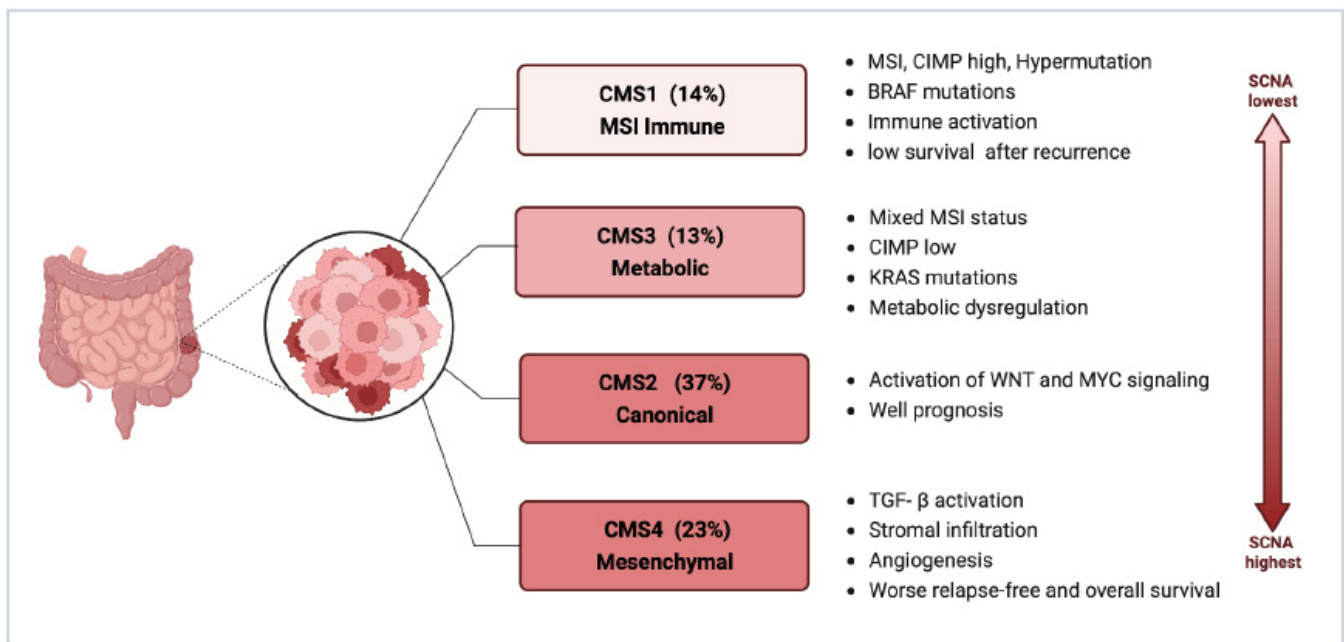 CMS1 (14%)
MSI Immune
• MSI, CIMP high, Hypermutation
• BRAF mutations
• Immune activation
• low survival after recurrence
SCNA
lowest
CMS3 (13%)
Metabolic
• Mixed MSI status
• CIMP low
• KRAS mutations
• Metabolic dysregulation
CMS2 (37%)
Canonical
• Activation of WNT and MYC signaling
• Well prognosis
CMS4 (23%)
Mesenchymal
• TGF- β activation
• Stromal infiltration
• Angiogenesis
• Worse relapse-free and overall survival
SCNA
highest